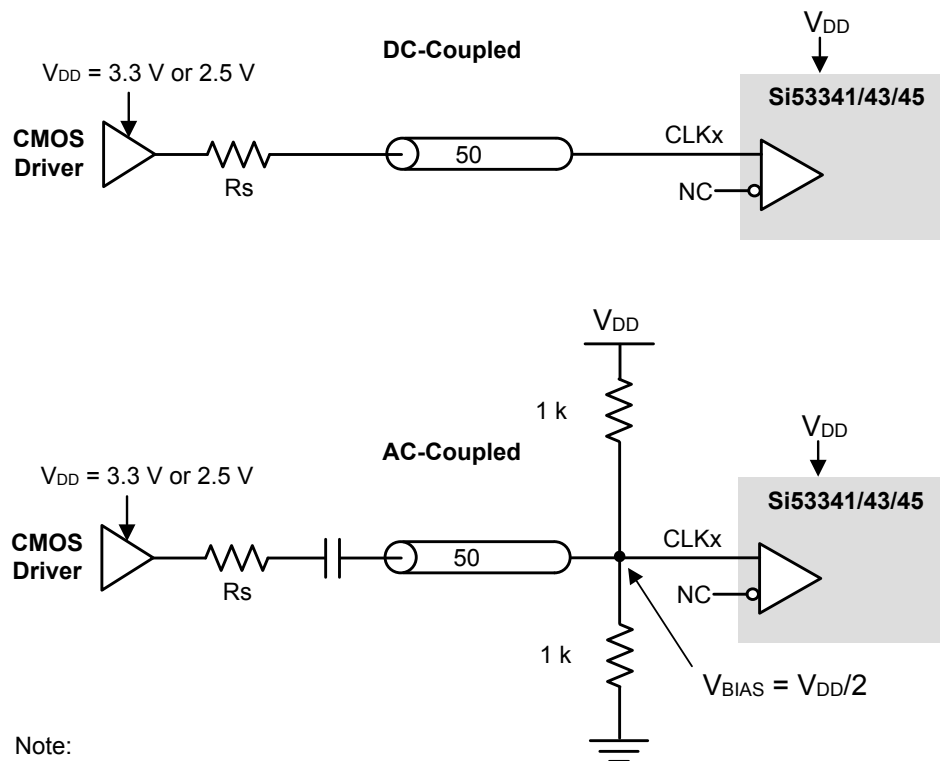 DC-Coupled
VDD
VDD = 3.3 V or 2.5 V
Si53341/43/45
CMOS
Driver
Rs
50
CLKx
NC
VDD
1 k
AC-Coupled
VDD
VDD = 3.3 V or 2.5 V
Si53341/43/45
CMOS
Driver
Rs
50
CLKx
NC
1 k
VBIAS = VDD/2
Note: